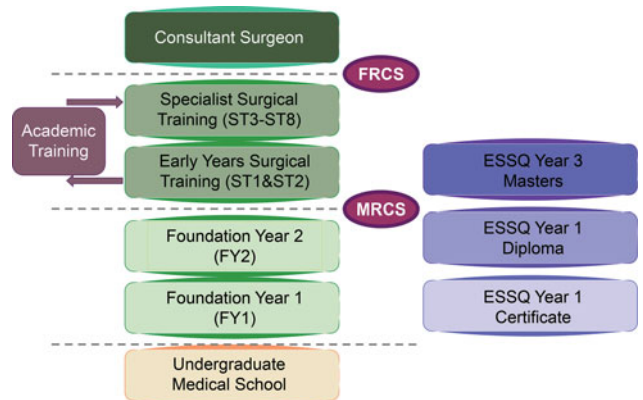 Consultant Surgeon
FRCS
Specialist Surgical
Training (ST3-ST8)
Academic
Training
Early Years Surgical
Training (ST1&ST2)
ESSQ Year 3
Masters
MRCS
Foundation Year 2
(FY2)
ESSQ Year 1
Diploma
Foundation Year 1
(FY1)
ESSQ Year 1
Certificate
Undergraduate
Medical School